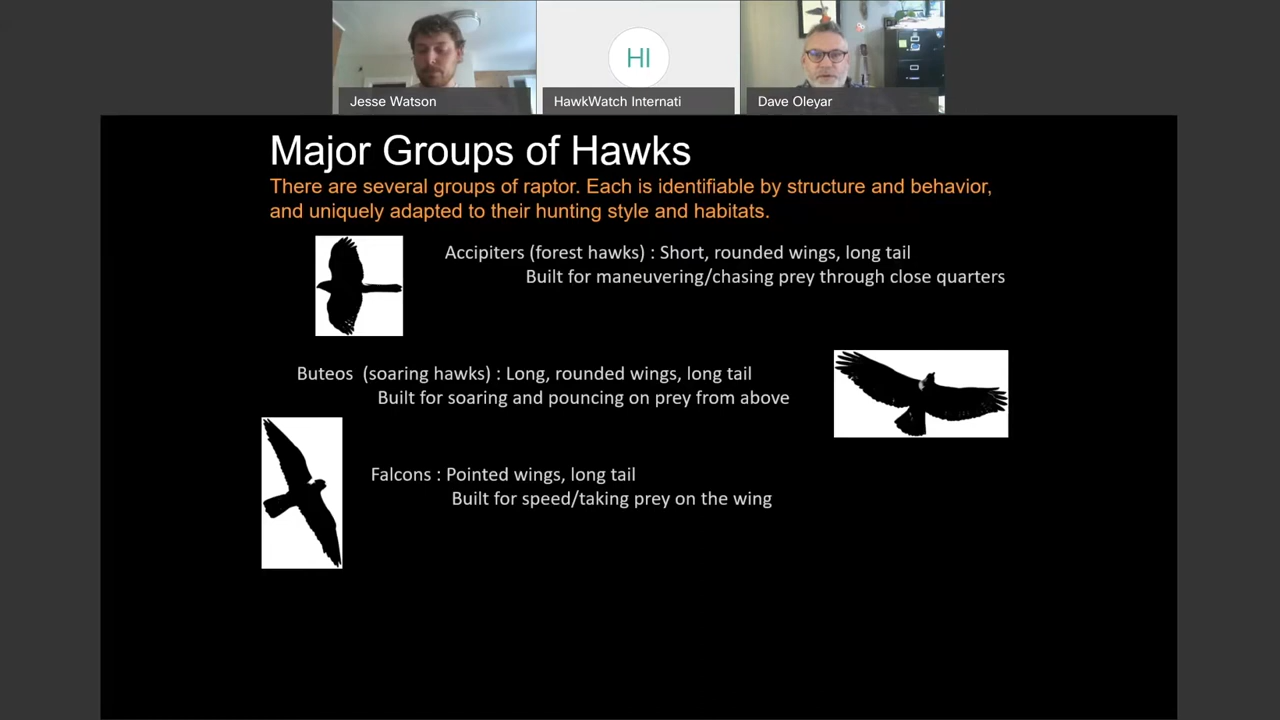 HI
Jesse Watson
HawkWatch Internati
Dave Oleyar
Major Groups of Hawks
There are several groups of raptor. Each is identifiable by structure and behavior,
and uniquely adapted to their hunting style and habitats.
Accipiters (forest hawks) : Short, rounded wings, long tail
Built for maneuvering/chasing prey through close quarters
Buteos (soaring hawks) : Long, rounded wings, long tail
Built for soaring and pouncing on prey from above
Falcons : Pointed wings, long tail
Built for speed/taking prey on the wing